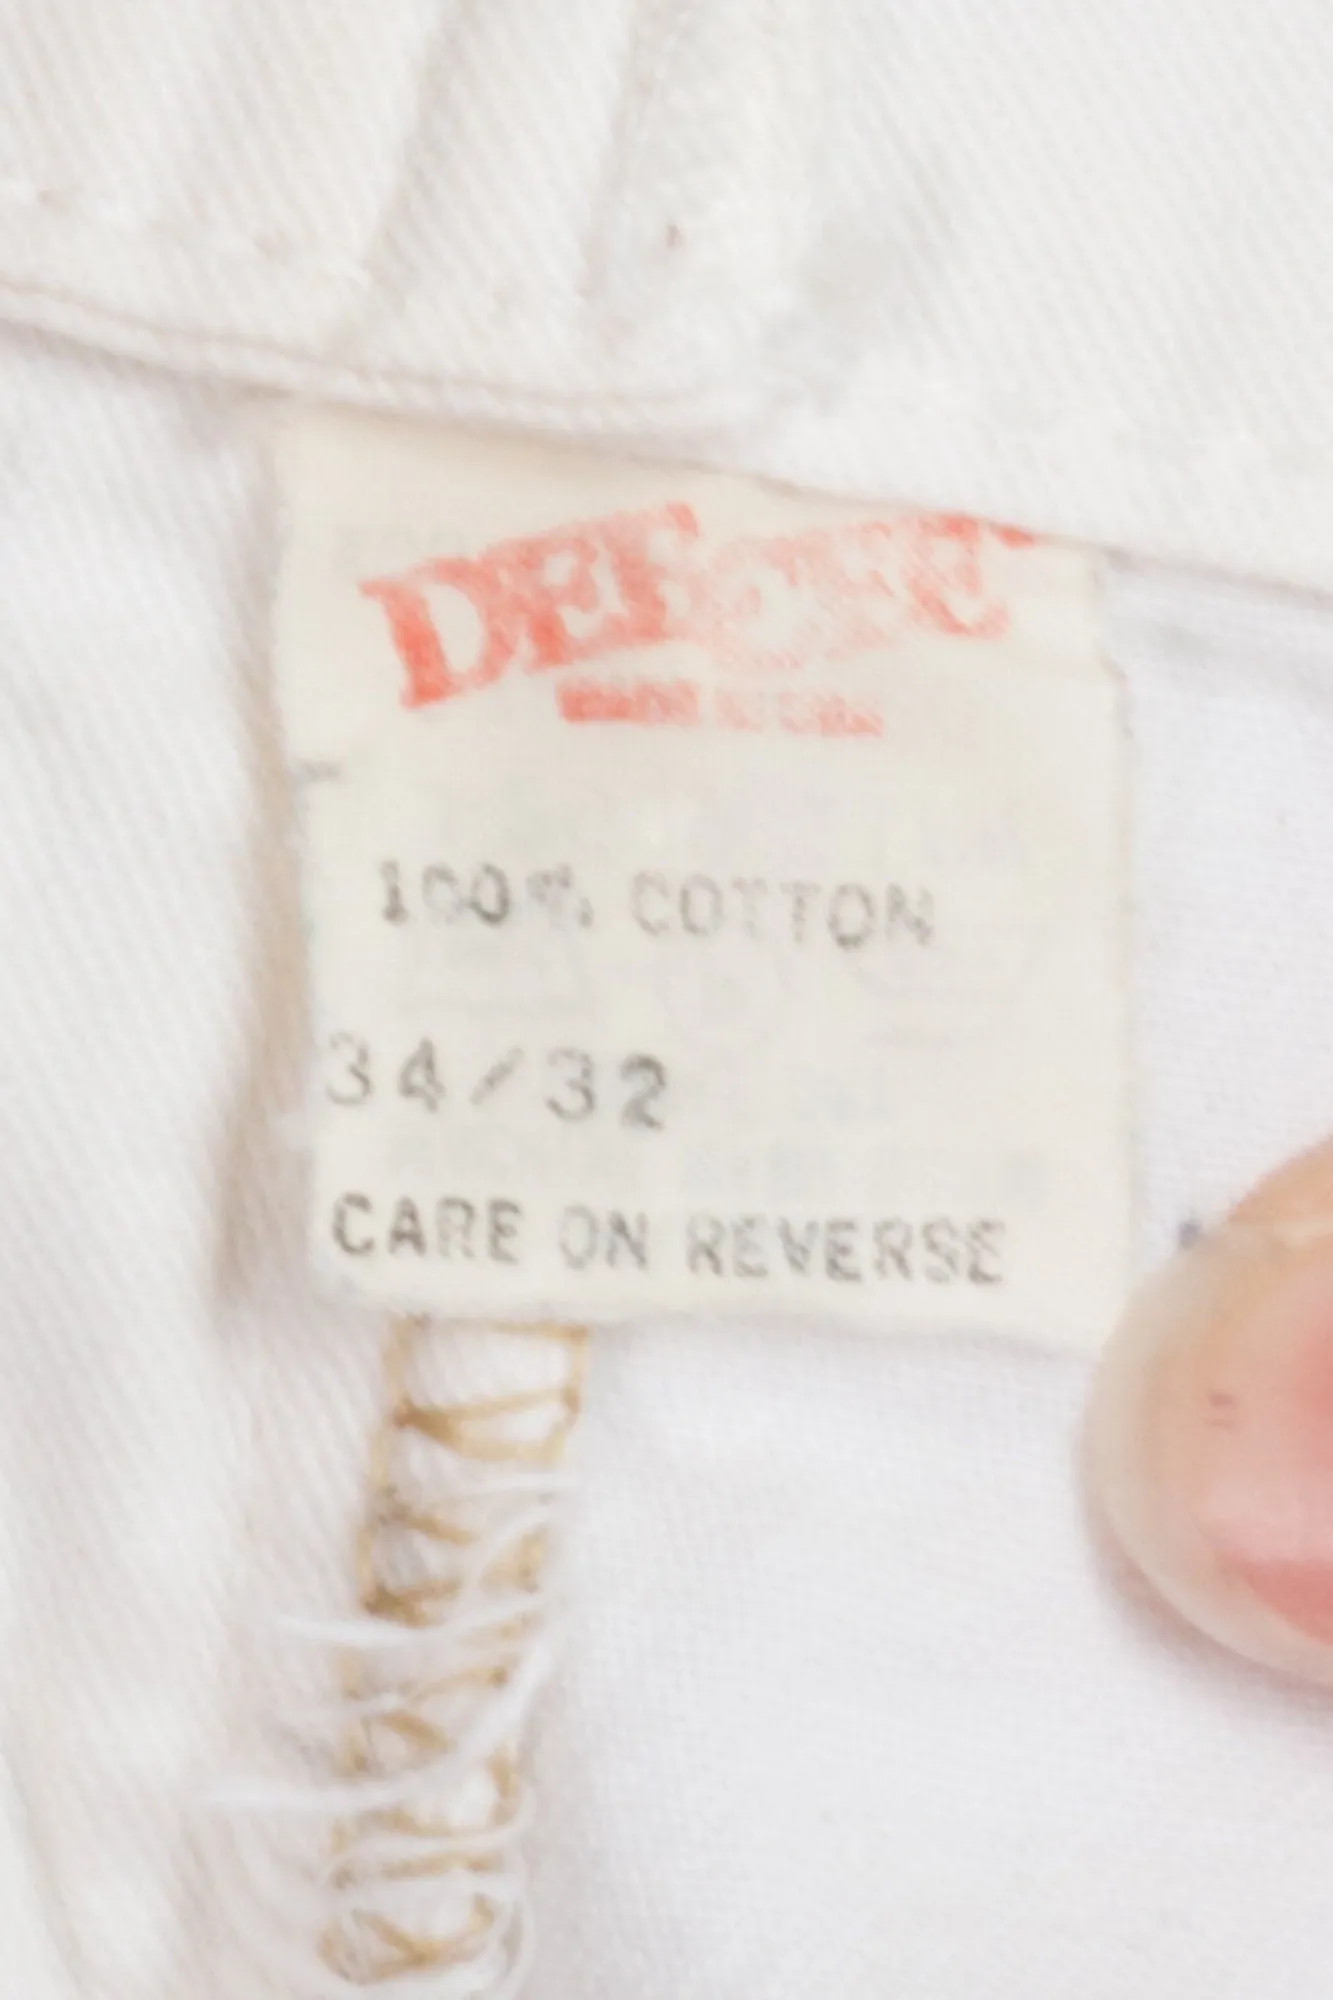 100% COTTON
34/32
CARE ON REVERSE